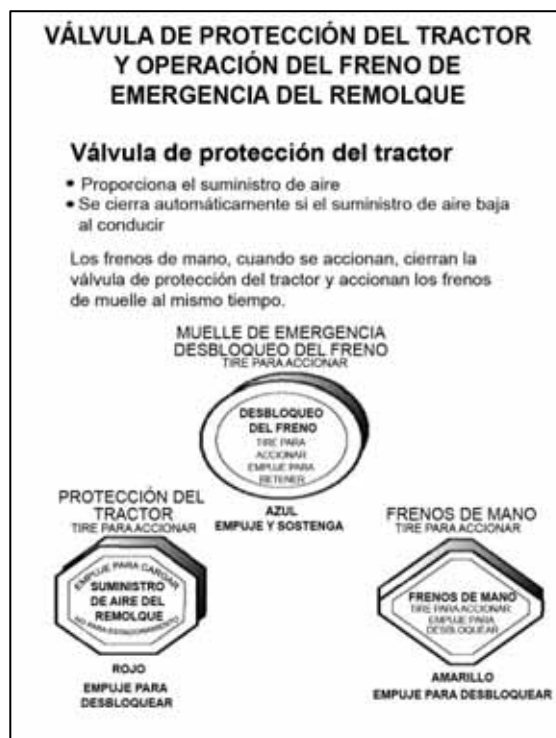 VÁLVULA DE PROTECCIÓN DEL TRACTOR
Y OPERACIÓN DEL FRENO DE
EMERGENCIA DEL REMOLQUE
Válvula de protección del tractor
• Proporciona el suministro de aire
• Se cierra automáticamente si el suministro de aire baja
al conducir
Los frenos de mano, cuando se accionan, cierran la
válvula de protección del tractor y accionan los frenos
de muelle al mismo tiempo.
MUELLE DE EMERGENCIA
DESBLOQUEO DEL FRENO
TIRE PARA ACCIONAR
DESBLOQUEO
DEL FRENO
TIRE PARA
ACCIONAR
EMPUJE PARA
RETENER
AZUL
EMPUJE Y SOSTENGA
PROTECCIÓN DEL
TRACTOR
TIRE PARA ACCIONAR
EMPUJE PARA CARGAR
SUMINISTRO
DE AIRE DEL
REMOLQUE
NO PARA ESTACIONAMIENTO
ROJO
EMPUJE PARA
DESBLOQUEAR
FRENOS DE MANO
TIRE PARA ACCIONAR
FRENOS DE MANO
TIRE PARA ACCIONAR
EMPUJE PARA
DESBLOQUEAR
AMARILLO
EMPUJE PARA DESBLOQUEAR